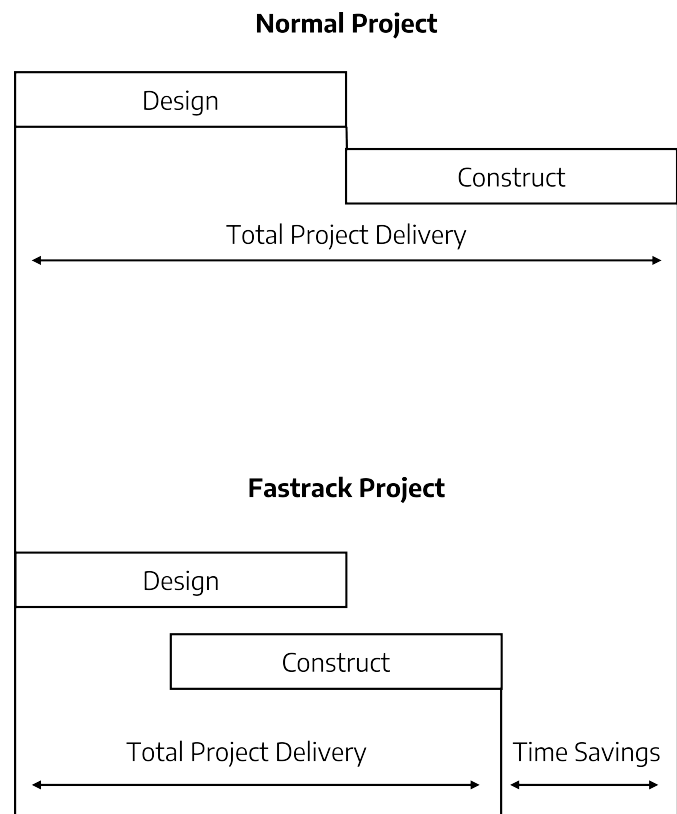 Normal Project
Design
Construct
Total Project Delivery
Fastrack Project
Design
Construct
Total Project Delivery
Time Savings